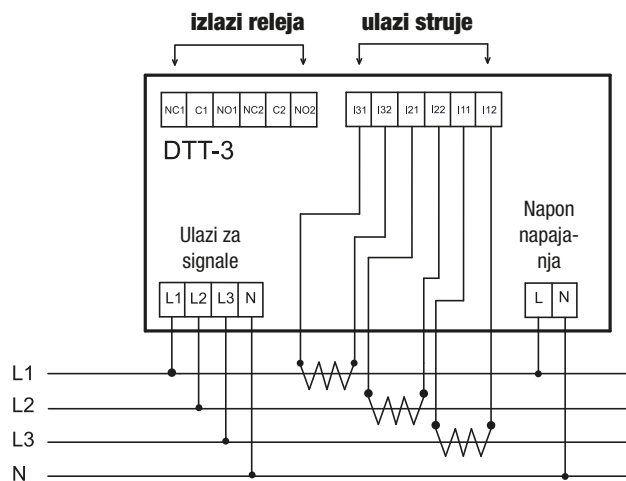 izlazi releja ulazi struje
NC1 C1 NO1 NC2 C2 NO2 I31 I32 I21 I22 I11 I12
DTT-3
Ulazi za
signale
Napon
napaja-
nja
L1 L2 L3 N L N
L1
L2
L3
N